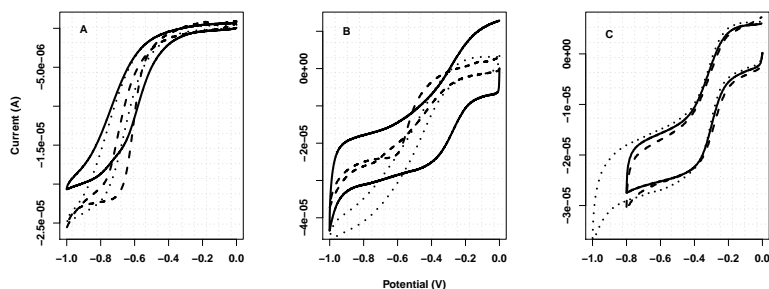 A
B
C
Current (A)
−5.0e−06
−1.5e−05
−2.5e−05
0e+00
−2e−05
−4e−05
0e+00
−1e−05
−2e−05
−3e−05
−1.0 −0.8 −0.6 −0.4 −0.2 0.0
−1.0 −0.8 −0.6 −0.4 −0.2 0.0
−1.0 −0.8 −0.6 −0.4 −0.2 0.0
Potential (V)